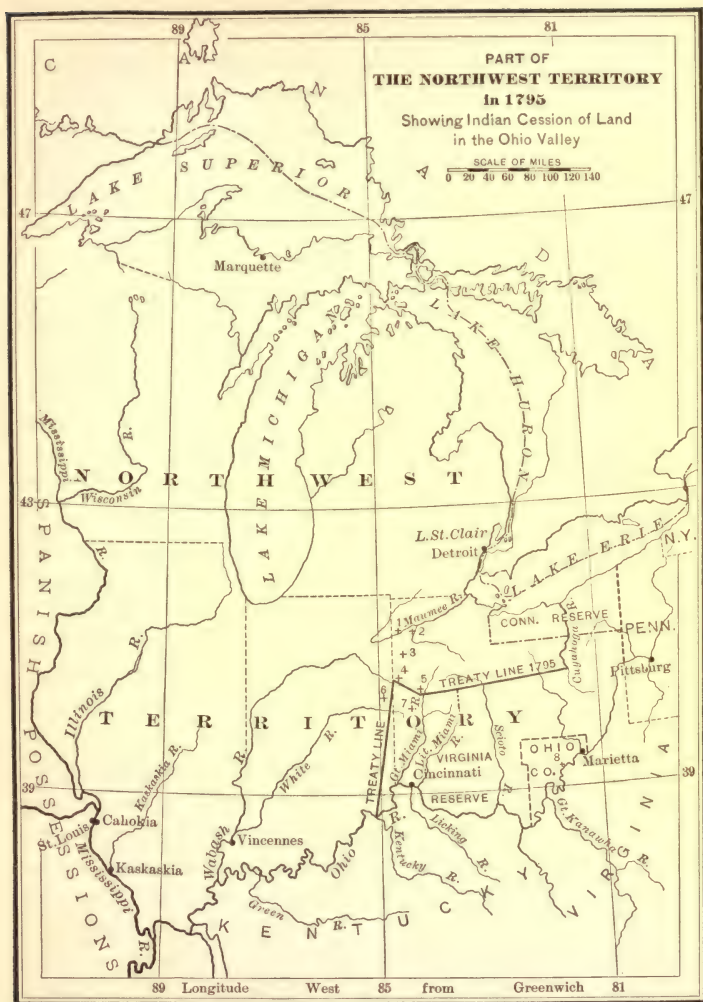 89
85
81
PART OF
THE NORTHWEST TERRITORY
in 1795
Showing Indian Cession of Land
in the Ohio Valley
SCALE OF MILES
0 20 40 60 80 100 120 140
C A N A D A
LAKE SUPERIOR
47
47
Marquette
LAKE MICHIGAN
LAKE HURON
Mississippi
R.
NORTHWEST
Wisconsin
R.
43
L. St. Clair
Detroit
LAKE ERIE
N.Y.
1
Maumee R.
2
CONN. RESERVE
PENN.
3
Cuyahoga R.
4
5
TREATY LINE 1795
Pittsburg
6
7
SPANISH POSSESSIONS
Illinois
R.
TERRITORY
Kaskaskia R.
R.
White
R.
TREATY LINE
Gt. Miami
R.
Lit. Miami
R.
VIRGINIA
Scioto
R.
OHIO
8
CO.
Marietta
Cincinnati
39
39
RESERVE
St. Louis
Cahokia
Wabash
Vincennes
Ohio
R.
Licking
R.
Gt. Kanawha
R.
VIRGINIA
Kaskaskia
Mississippi
R.
Kentucky
R.
Green
R.
KENTUCKY
89
Longitude West
85
from Greenwich
81